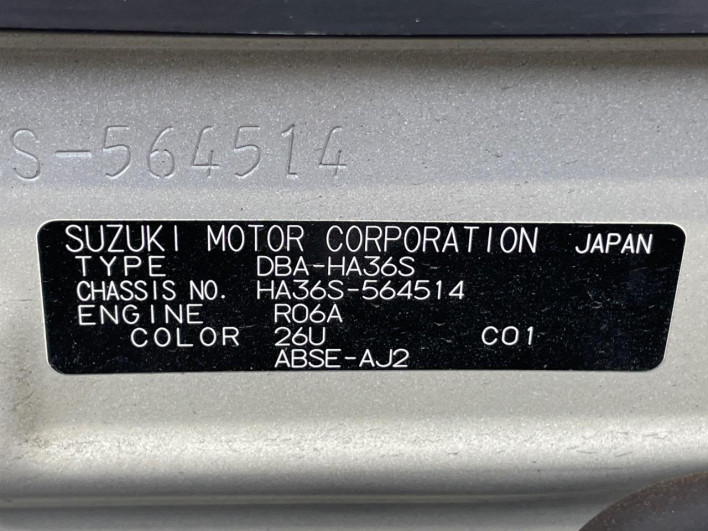 S-564514
SUZUKI MOTOR CORPORATION JAPAN
TYPE DBA-HA36S
CHASSIS NO. HA36S-564514
ENGINE R06A
COLOR 26U C01
ABSE-AJ2